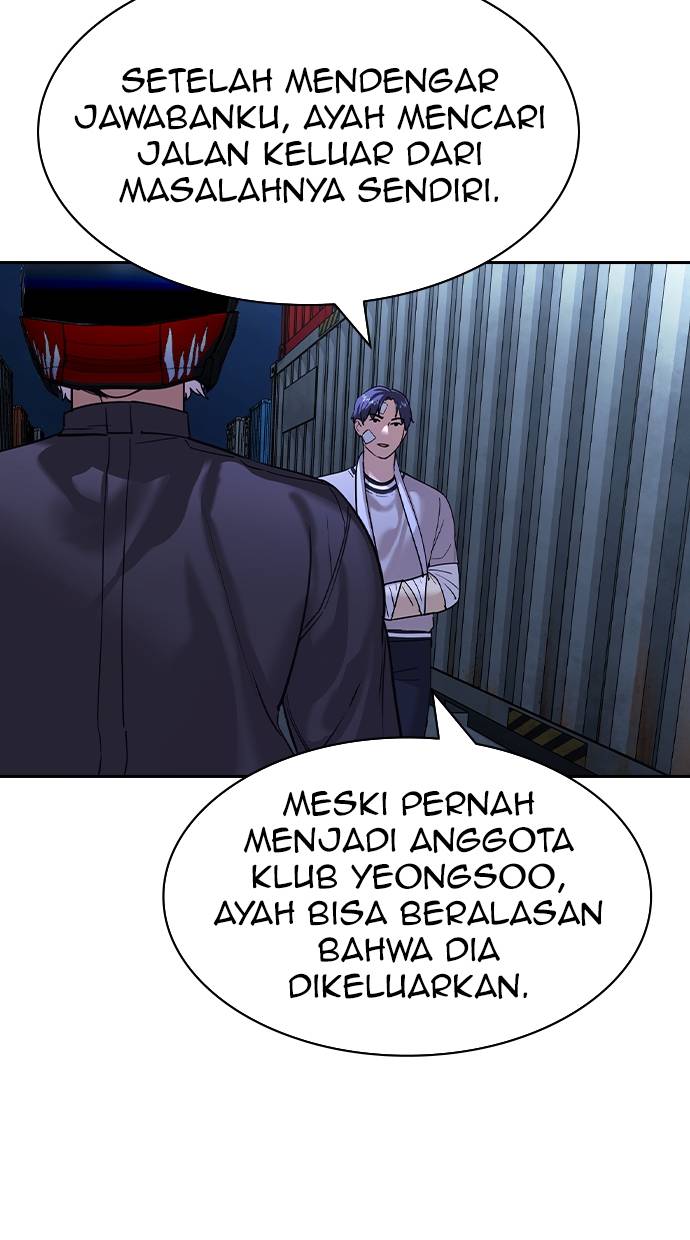 SETELAH MENDENGAR
JAWABANKU, AYAH MENCARI
JALAN KELUAR DARI
MASALAHNYA SENDIRI.
MESKI PERNAH
MENJADI ANGGOTA
KLUB YEONGSOO,
AYAH BISA BERALASAN
BAHWA DIA
DIKELUARKAN.